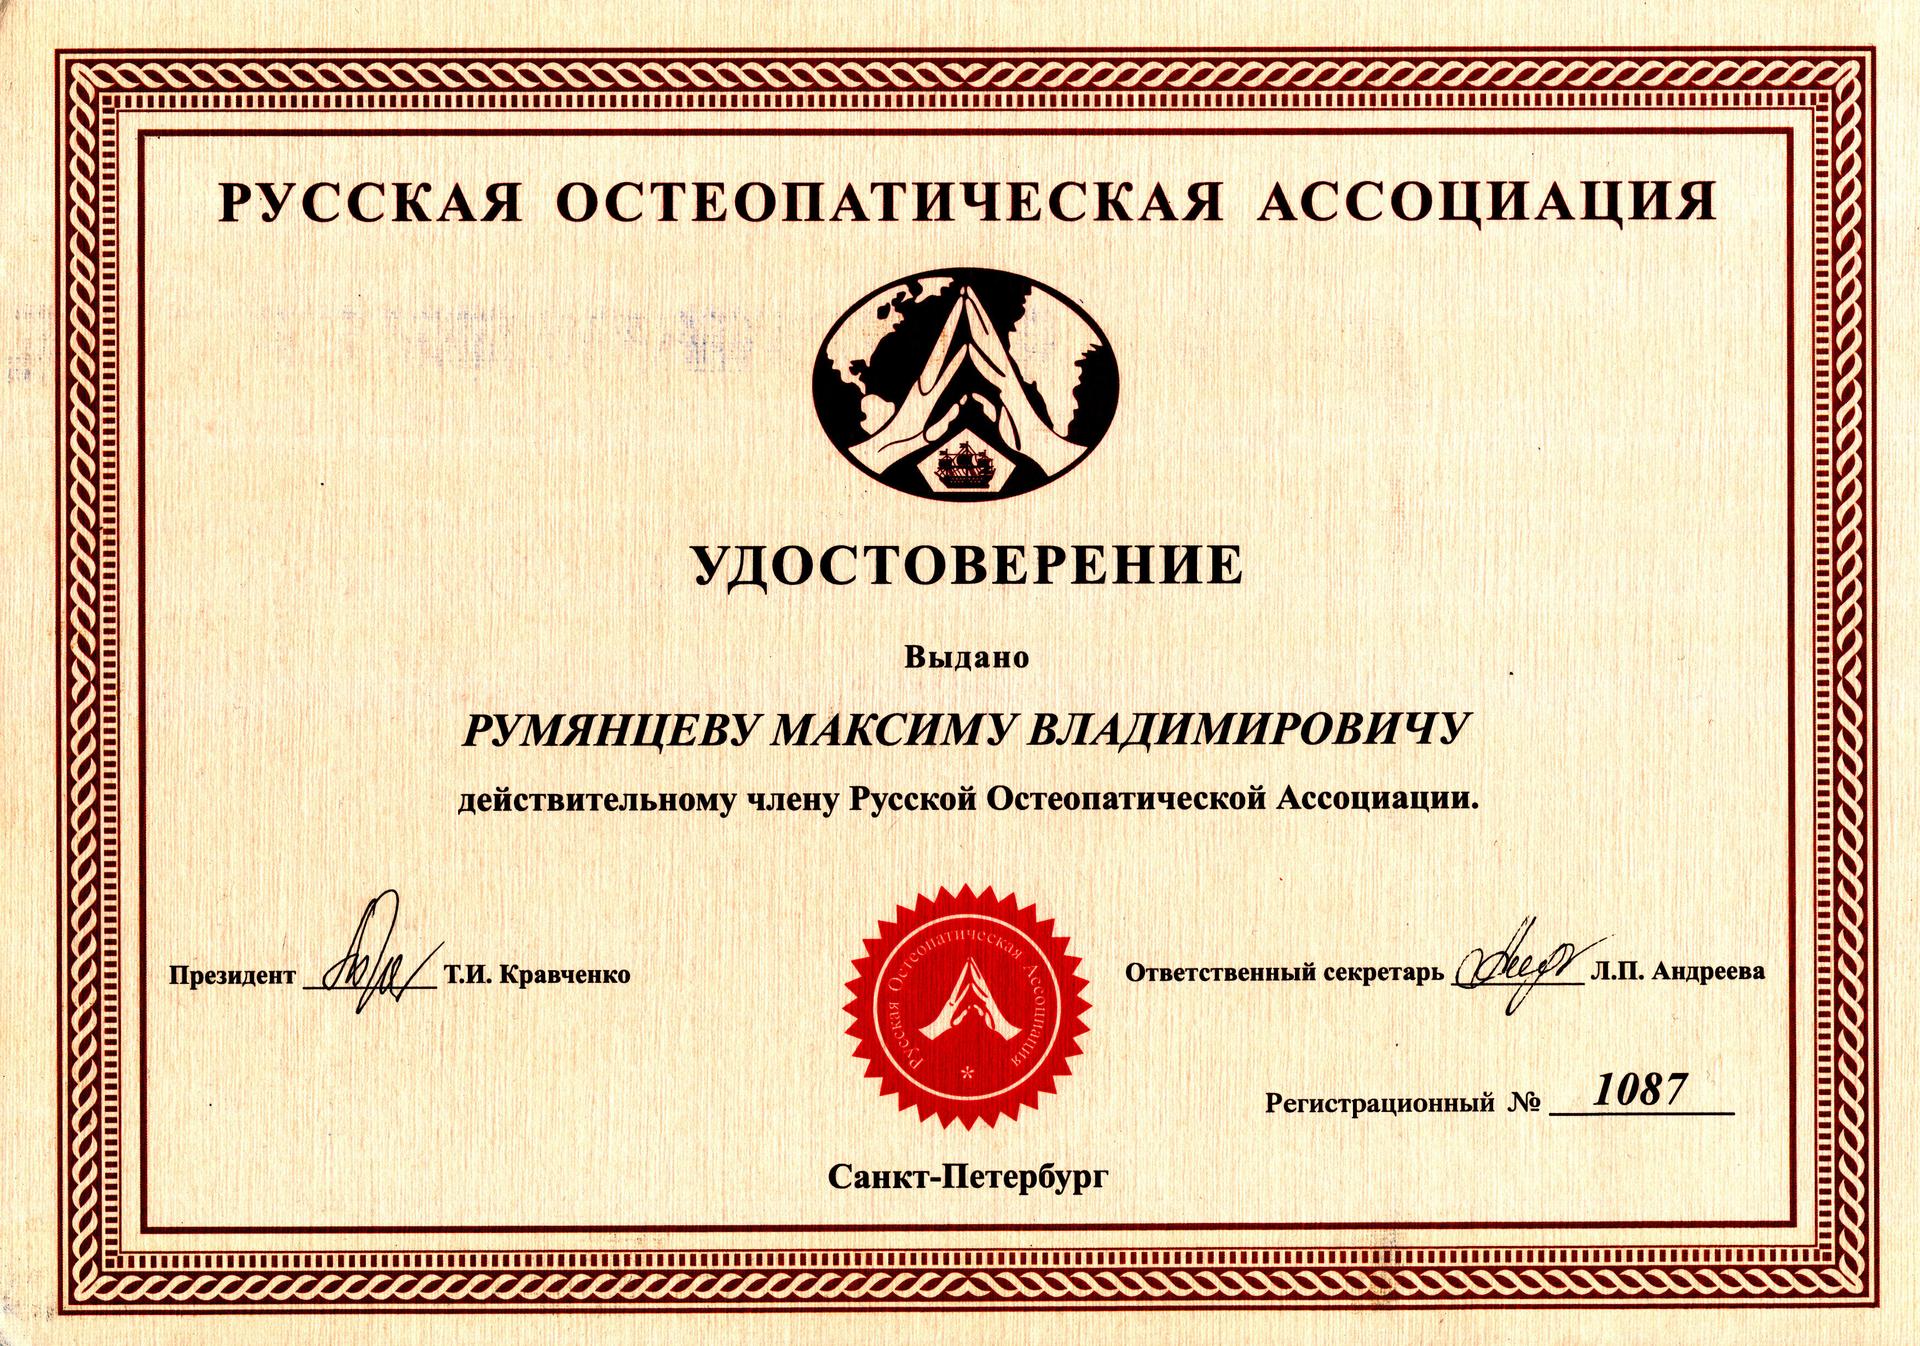 РУССКАЯ ОСТЕОПАТИЧЕСКАЯ АССОЦИАЦИЯ
УДОСТОВЕРЕНИЕ
Выдано
РУМЯНЦЕВУ МАКСИМУ ВЛАДИМИРОВИЧУ
действительному члену Русской Остеопатической Ассоциации.
Президент Т.И. Кравченко
Русская Остеопатическая Ассоциация *
Ответственный секретарь Л.П. Андреева
Регистрационный № 1087
Санкт-Петербург